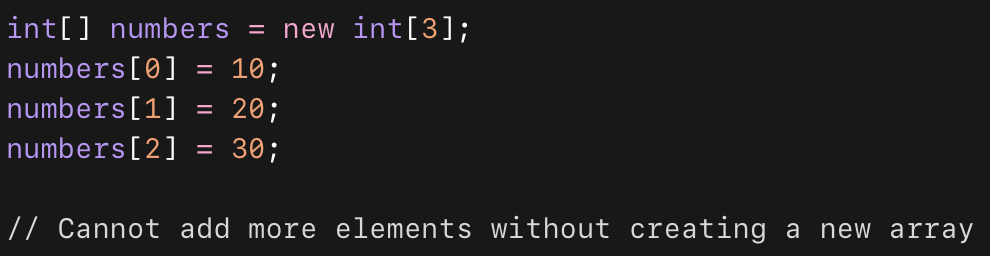 int[] numbers = new int[3];
numbers[0] = 10;
numbers[1] = 20;
numbers[2] = 30;
// Cannot add more elements without creating a new array